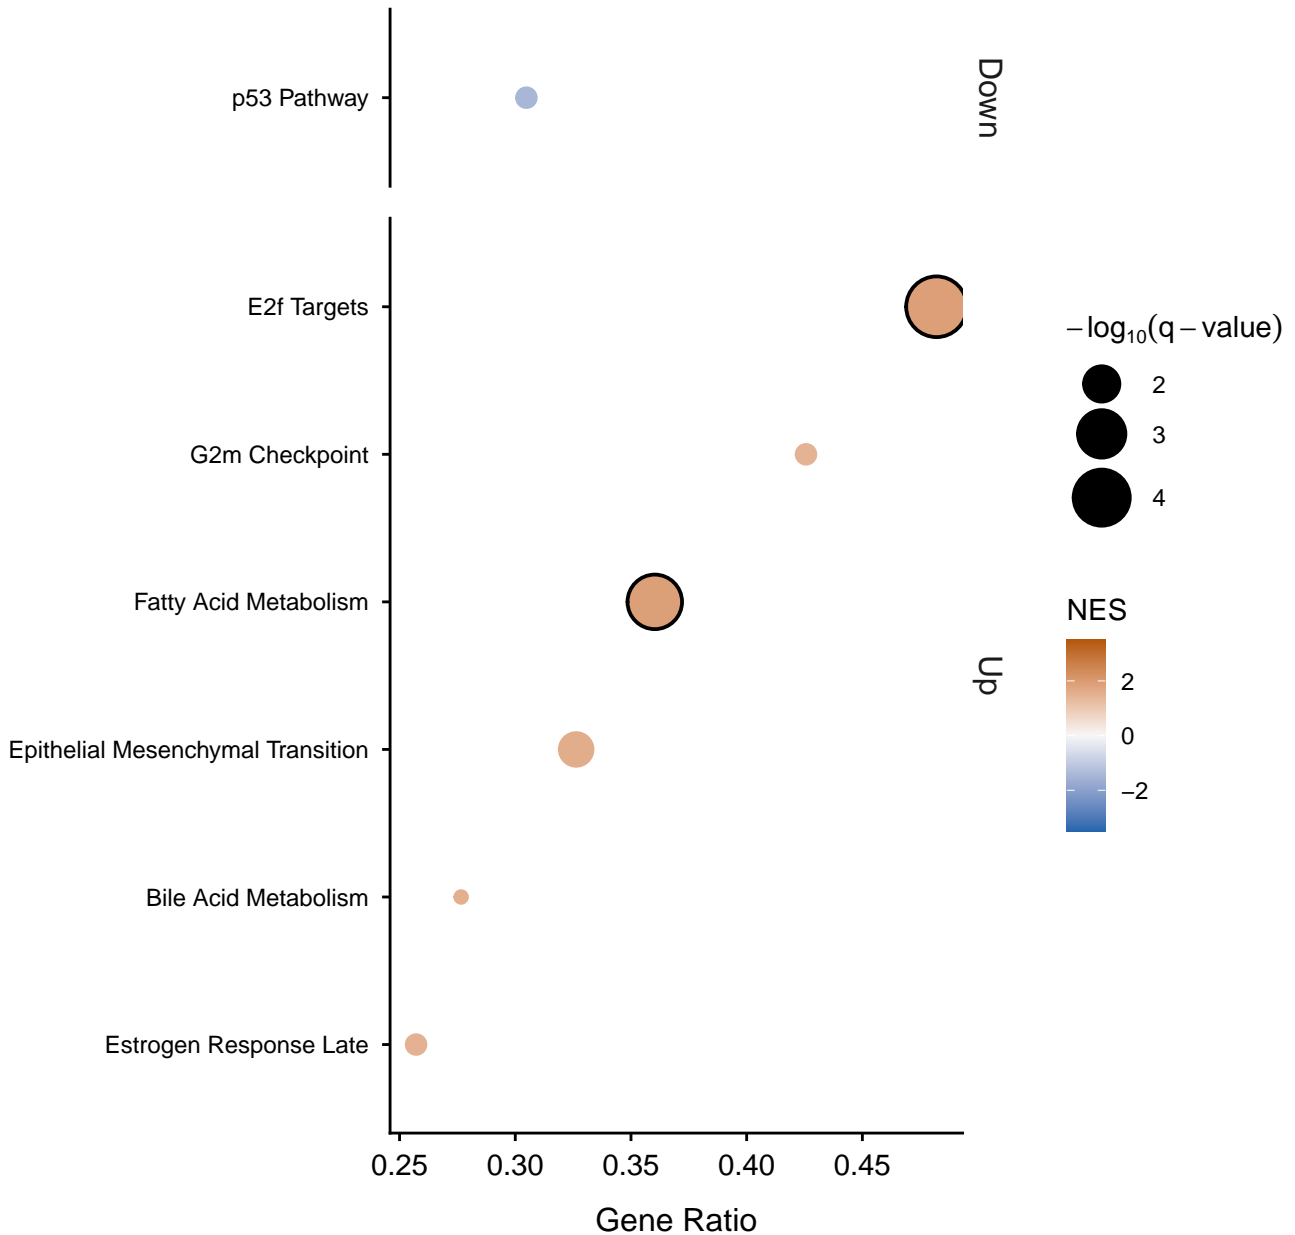 p53 Pathway
Down
E2f Targets
G2m Checkpoint
Fatty Acid Metabolism
Epithelial Mesenchymal Transition
Bile Acid Metabolism
Estrogen Response Late
Up
0.25 0.30 0.35 0.40 0.45
Gene Ratio
−log₁₀(q−value)
2
3
4
NES
2
0
−2